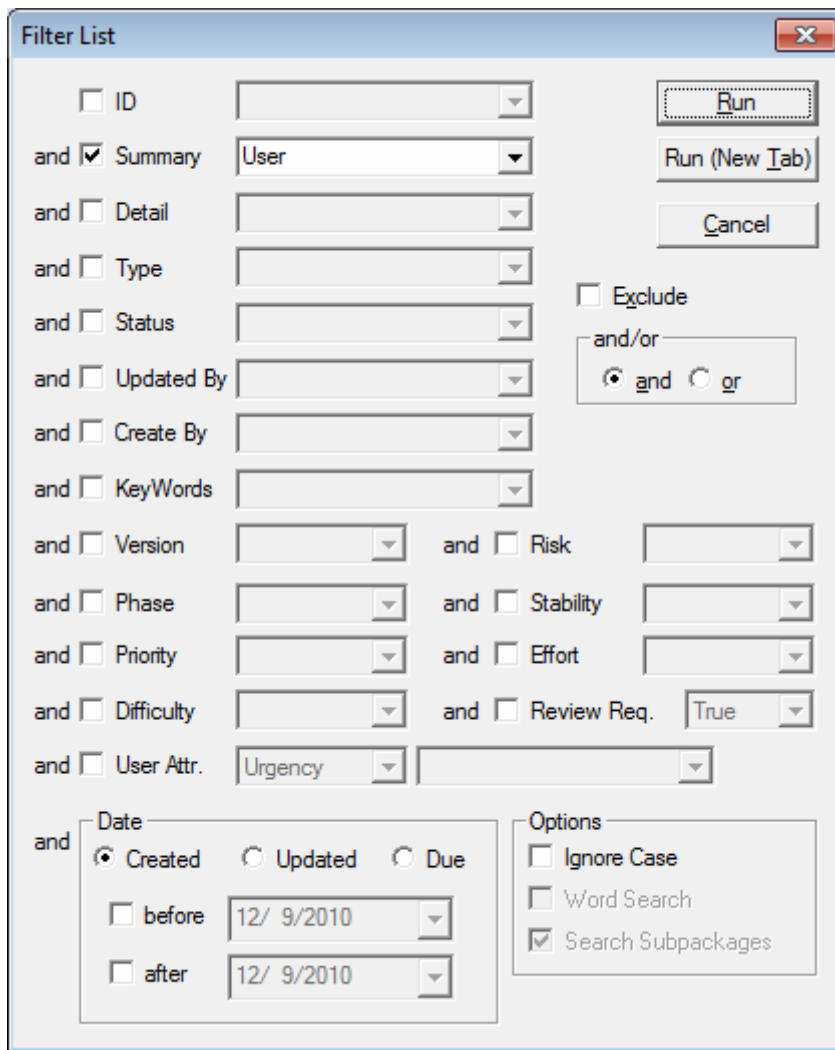 Filter List
ID
Run
and Summary User
Run (New Tab)
and Detail
Cancel
and Type
Exclude
and Status
and/or
and or
and Updated By
and Create By
and KeyWords
and Version and Risk
and Phase and Stability
and Priority and Effort
and Difficulty and Review Req. True
and User Attr. Urgency
and
Date
Created Updated Due
before 12/ 9/2010
after 12/ 9/2010
Options
Ignore Case
Word Search
Search Subpackages